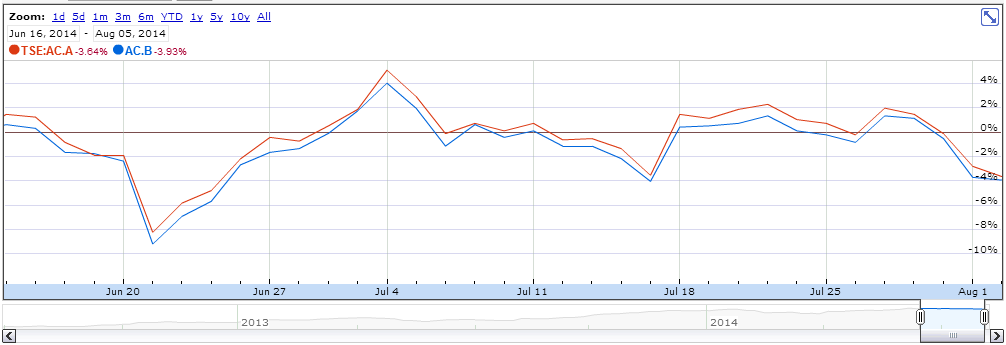 Zoom: 1d 5d 1m 3m 6m YTD 1y 5y 10y All
Jun 16, 2014 - Aug 05, 2014
TSE:AC.A -3.64% AC.B -3.93%
4%
2%
0%
-2%
-4%
-6%
-8%
-10%
Jun 20 Jun 27 Jul 4 Jul 11 Jul 18 Jul 25 Aug 1
2013 2014